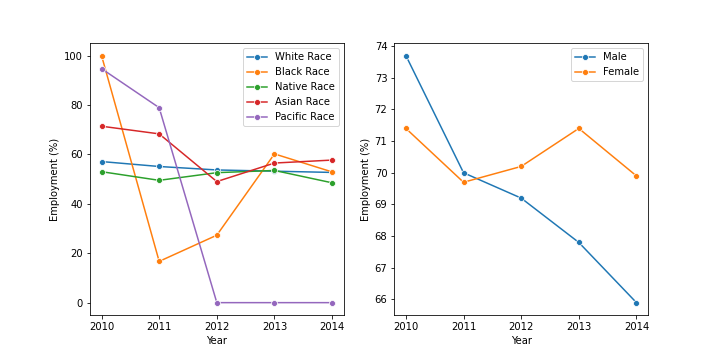 100
80
60
40
20
0
Employment (%)
2010 2011 2012 2013 2014
Year
White Race
Black Race
Native Race
Asian Race
Pacific Race
74
73
72
71
70
69
68
67
66
Employment (%)
2010 2011 2012 2013 2014
Year
Male
Female